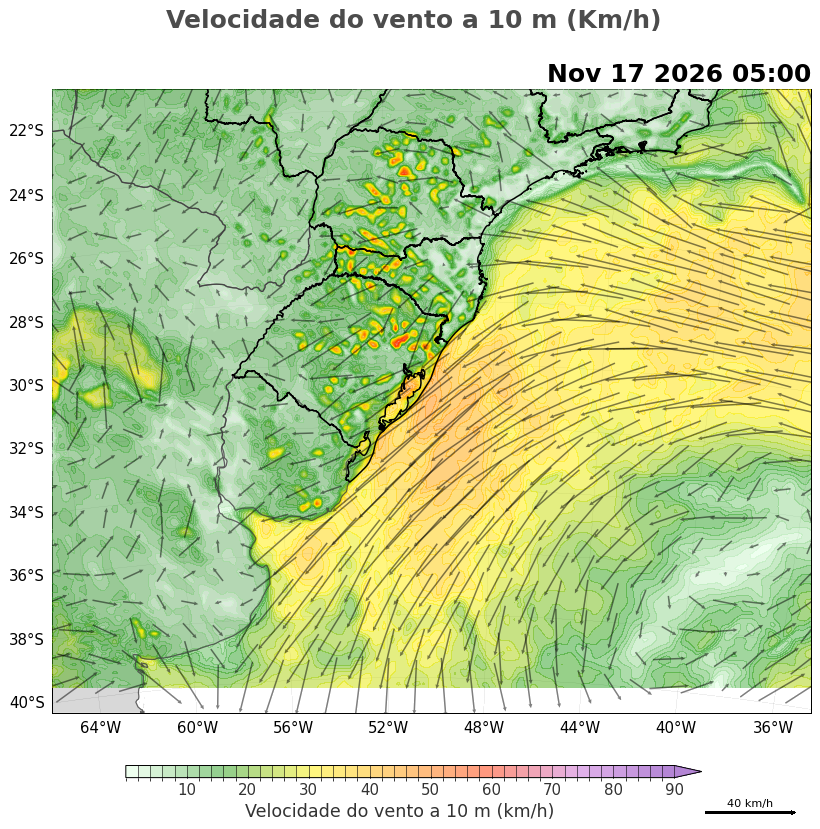 Velocidade do vento a 10 m (Km/h)
Nov 17 2026 05:00
22°S
24°S
26°S
28°S
30°S
32°S
34°S
36°S
38°S
40°S
64°W 60°W 56°W 52°W 48°W 44°W 40°W 36°W
10 20 30 40 50 60 70 80 90
40 km/h
Velocidade do vento a 10 m (km/h)